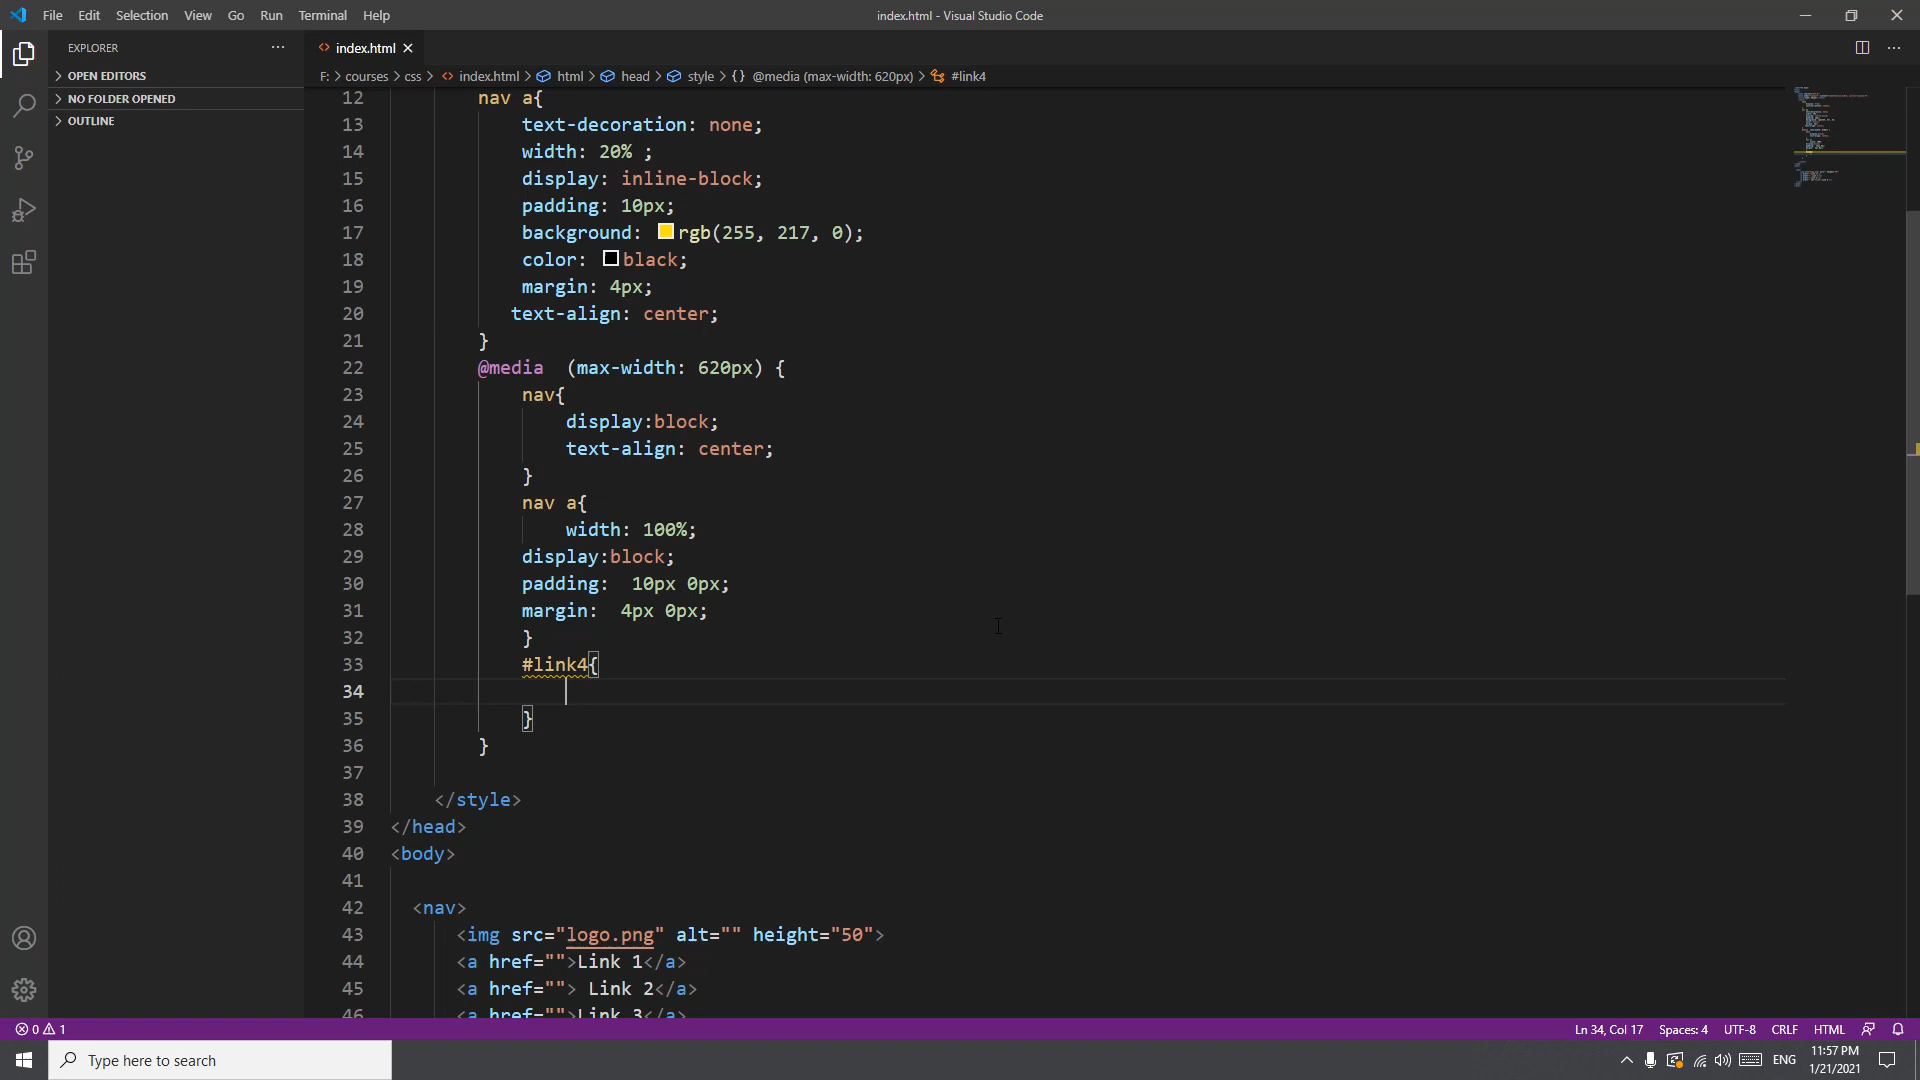 File Edit Selection View Go Run Terminal Help
index.html - Visual Studio Code
EXPLORER
index.html
OPEN EDITORS
NO FOLDER OPENED
OUTLINE
F: > courses > css > index.html > html > head > style > {} @media (max-width: 620px) > #link4
12 nav a{
13 text-decoration: none;
14 width: 20% ;
15 display: inline-block;
16 padding: 10px;
17 background: rgb(255, 217, 0);
18 color: black;
19 margin: 4px;
20 text-align: center;
21 }
22 @media (max-width: 620px) {
23 nav{
24 display:block;
25 text-align: center;
26 }
27 nav a{
28 width: 100%;
29 display:block;
30 padding: 10px 0px;
31 margin: 4px 0px;
32 }
33 #link4{
34
35 }
36 }
37
38 </style>
39 </head>
40 <body>
41
42 <nav>
43 <img src="logo.png" alt="" height="50">
44 <a href="">Link 1</a>
45 <a href=""> Link 2</a>
46 <a href="">Link 3</a>
0 1
Ln 34, Col 17 Spaces: 4 UTF-8 CRLF HTML
Type here to search
ENG
11:57 PM
1/21/2021